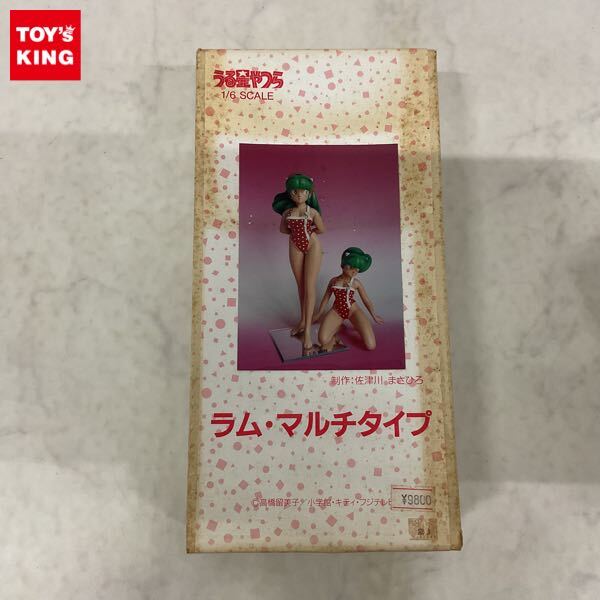 TOY'S
KING
うる星やつら
1/6 SCALE
制作:佐津川 まさひろ
ラム・マルチタイプ
©高橋留美子/小学館・キティ・フジテレビ
¥9800